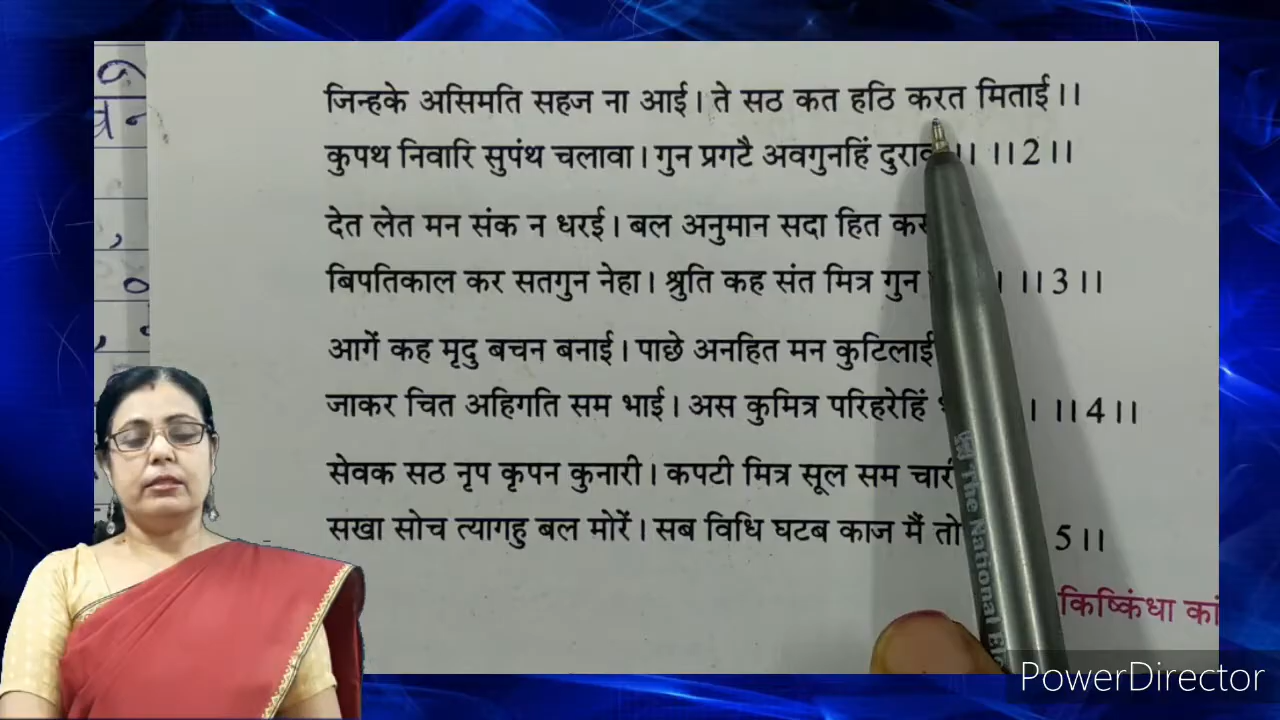 जिन्हके असिमति सहज ना आई। ते सठ कत हठि करत मिताई।।
कुपथ निवारि सुपंथ चलावा। गुन प्रगटै अवगुनहिं ।। ।।2।।
देत लेत मन संक न धरई। बल अनुमान सदा हित
बिपतिकाल कर सतगुन नेहा। श्रुति कह संत मित्र गुन । ।।3।।
आगें कह मृदु बचन बनाई। पाछे अनहित मन कुटिलाई
जाकर चित अहिगति सम भाई। अस कुमित्र परिहरेहिं । ।।4।।
सेवक सठ नृप कृपन कुनारी। कपटी मित्र सूल सम
सखा सोच त्यागहु बल मोरें। सब विधि घटब काज मैं 5।।
किष्किंधा
The National
PowerDirector